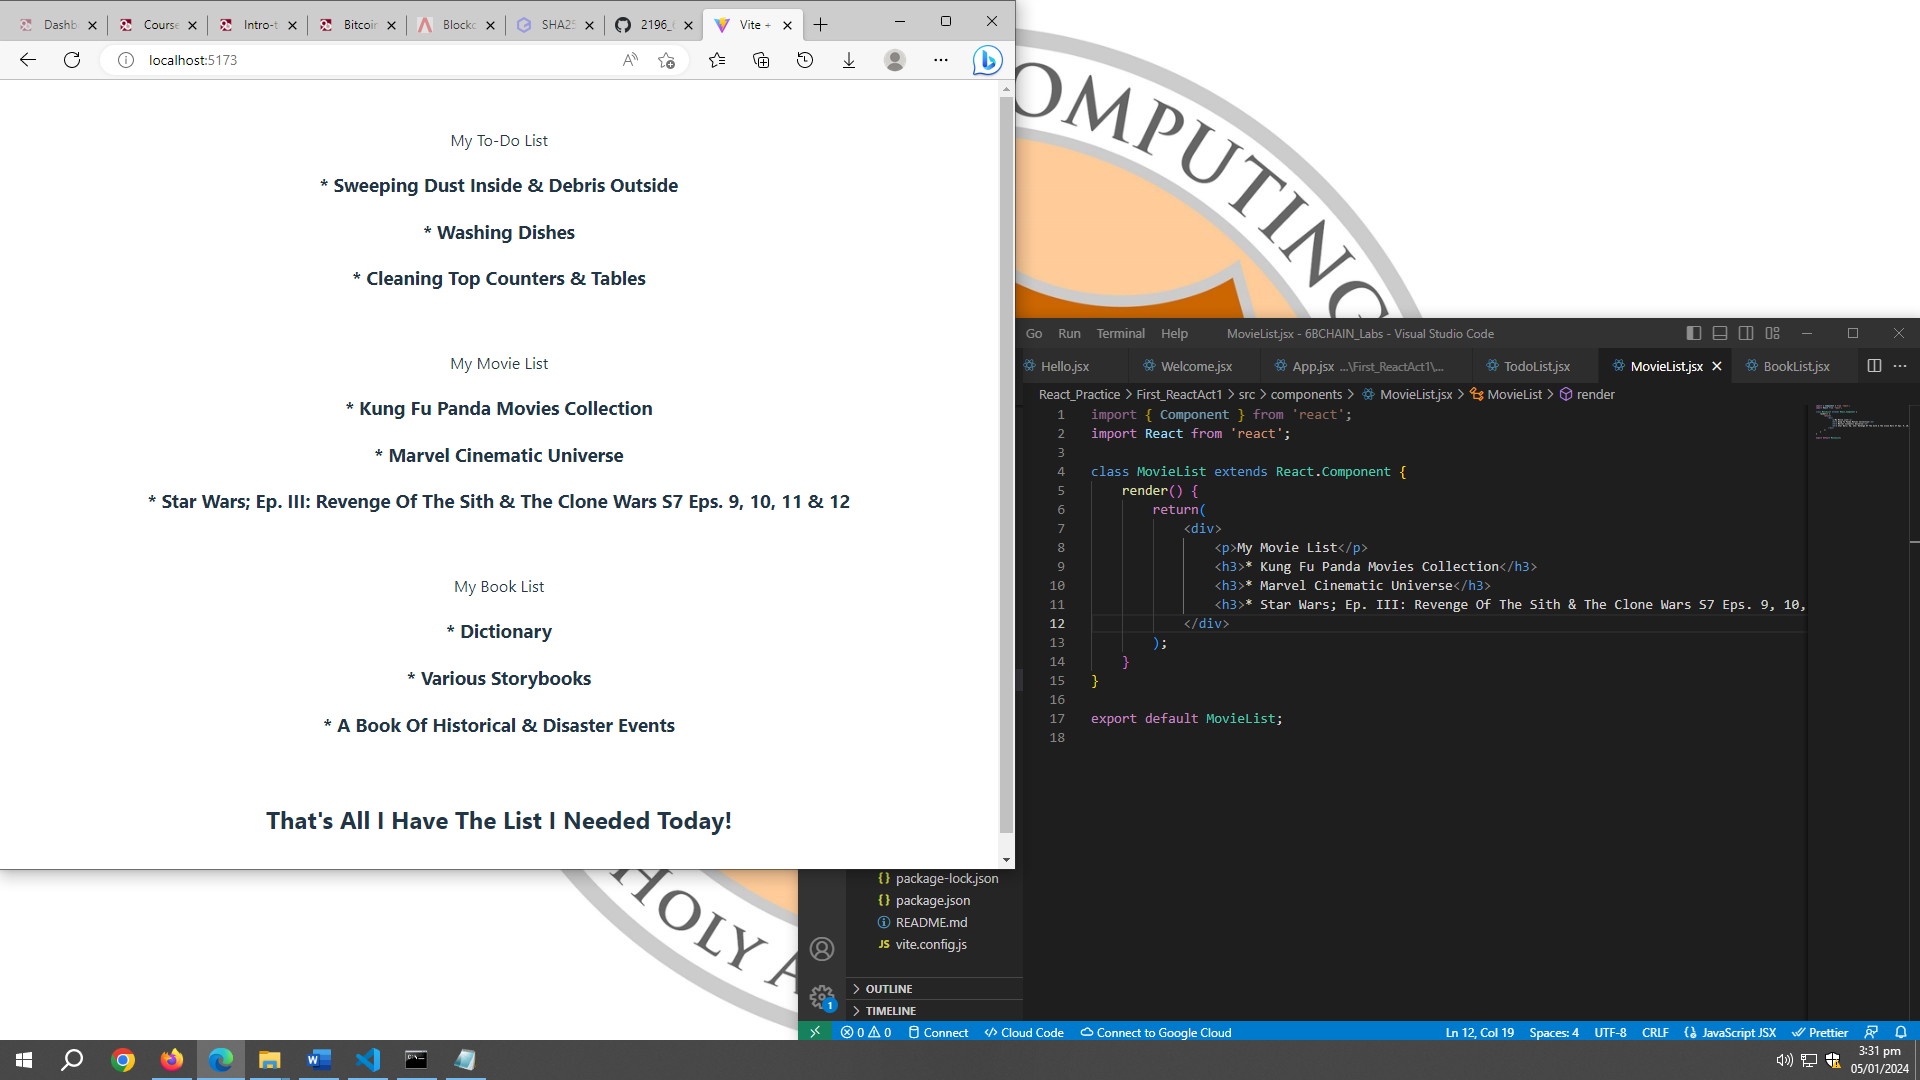 Dashb
Course
Intro-t
Bitcoin
Blockc
SHA25
2196_
Vite +
localhost:5173
My To-Do List
* Sweeping Dust Inside & Debris Outside
* Washing Dishes
* Cleaning Top Counters & Tables
My Movie List
* Kung Fu Panda Movies Collection
* Marvel Cinematic Universe
* Star Wars; Ep. III: Revenge Of The Sith & The Clone Wars S7 Eps. 9, 10, 11 & 12
My Book List
* Dictionary
* Various Storybooks
* A Book Of Historical & Disaster Events
That's All I Have The List I Needed Today!
OMPUTING
HOLY A
Go Run Terminal Help MovieList.jsx - 6BCHAIN_Labs - Visual Studio Code
Hello.jsx Welcome.jsx App.jsx ...\First_ReactAct1\... TodoList.jsx MovieList.jsx BookList.jsx
React_Practice > First_ReactAct1 > src > components > MovieList.jsx > MovieList > render
1 import { Component } from 'react';
2 import React from 'react';
3
4 class MovieList extends React.Component {
5 render() {
6 return(
7 <div>
8 <p>My Movie List</p>
9 <h3>* Kung Fu Panda Movies Collection</h3>
10 <h3>* Marvel Cinematic Universe</h3>
11 <h3>* Star Wars; Ep. III: Revenge Of The Sith & The Clone Wars S7 Eps. 9, 10,
12 </div>
13 );
14 }
15 }
16
17 export default MovieList;
18
{} package-lock.json
{} package.json
README.md
JS vite.config.js
OUTLINE
TIMELINE
1
0 0 Connect Cloud Code Connect to Google Cloud Ln 12, Col 19 Spaces: 4 UTF-8 CRLF JavaScript JSX Prettier
3:31 pm
05/01/2024